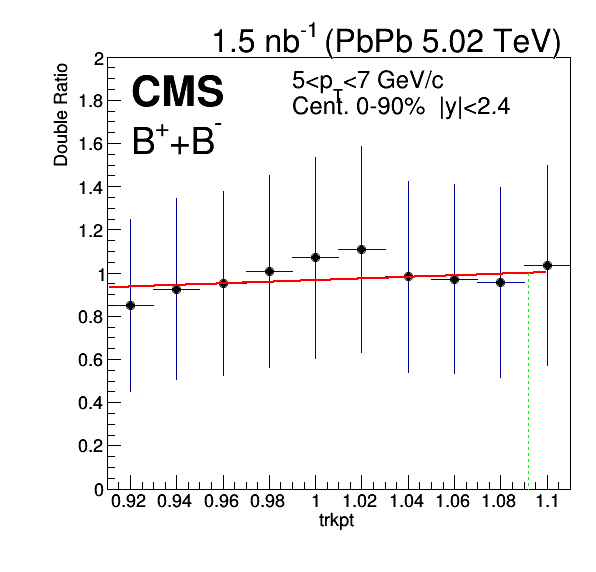 1.5 nb⁻¹ (PbPb 5.02 TeV)
CMS
B⁺+B⁻
5<p_T<7 GeV/c
Cent. 0-90% |y|<2.4
Double Ratio
2
1.8
1.6
1.4
1.2
1
0.8
0.6
0.4
0.2
0
0.92 0.94 0.96 0.98 1 1.02 1.04 1.06 1.08 1.1
trkpt